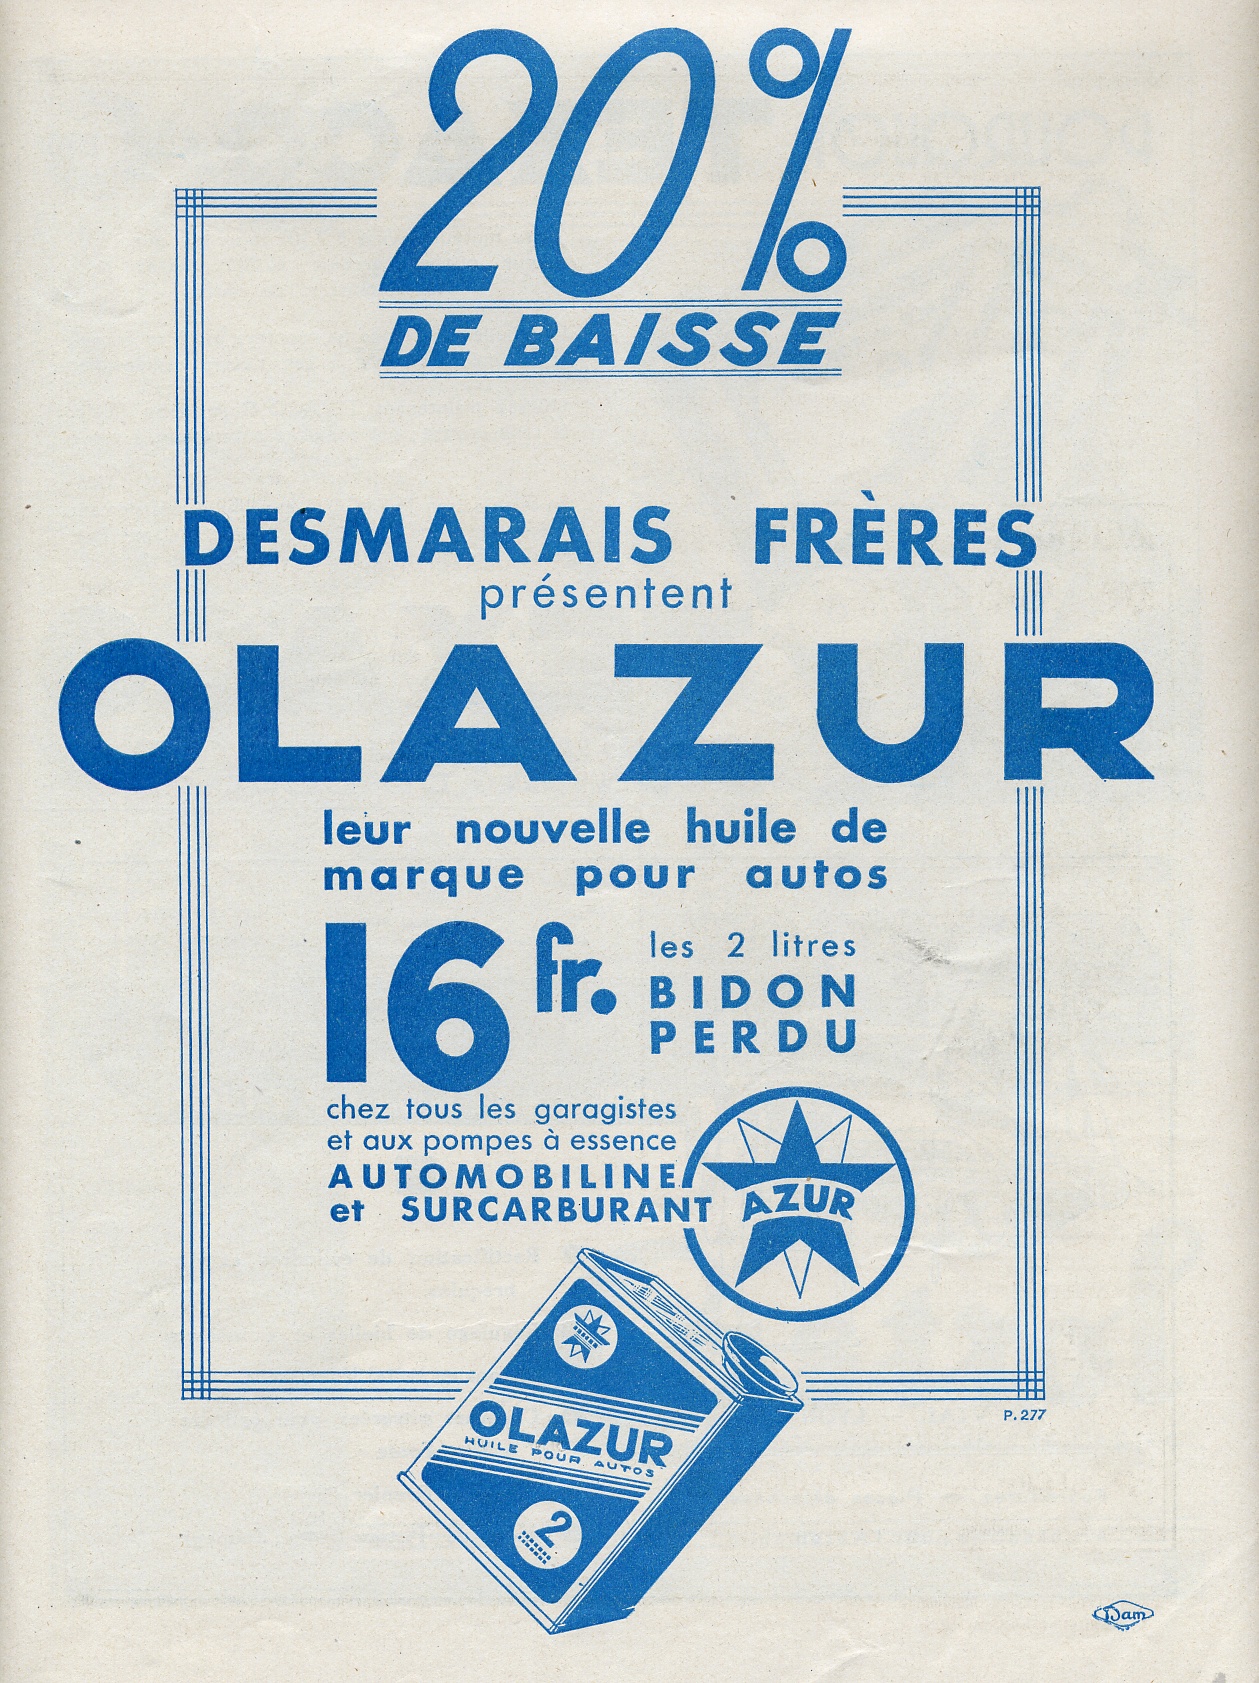 20%
DE BAISSE
DESMARAIS FRÈRES
présentent
OLAZUR
leur nouvelle huile de
marque pour autos
16 fr.
les 2 litres
BIDON
PERDU
chez tous les garagistes
et aux pompes à essence
AUTOMOBILINE
et SURCARBURANT
AZUR
OLAZUR
HUILE POUR AUTOS
2
P. 277
Dam